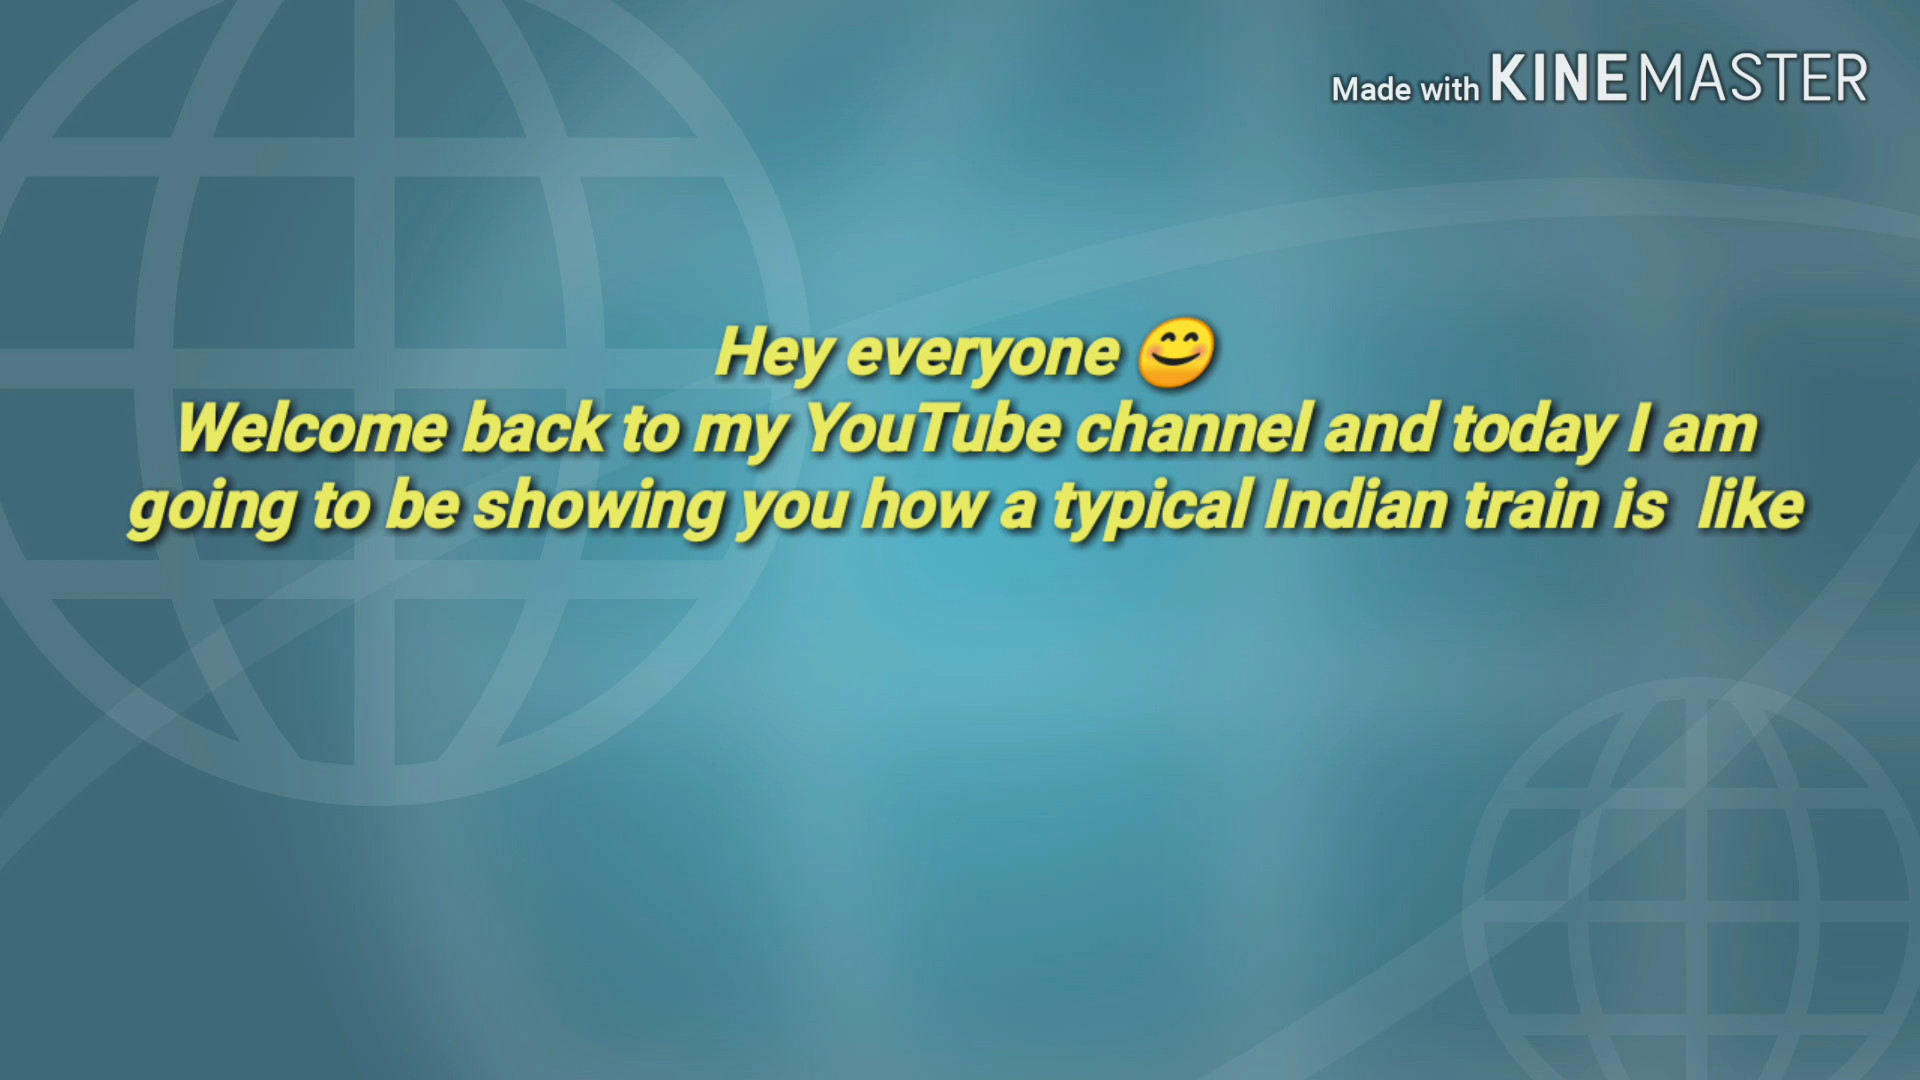 Made with KINEMASTER
Hey everyone 😊
Welcome back to my YouTube channel and today I am
going to be showing you how a typical Indian train is  like